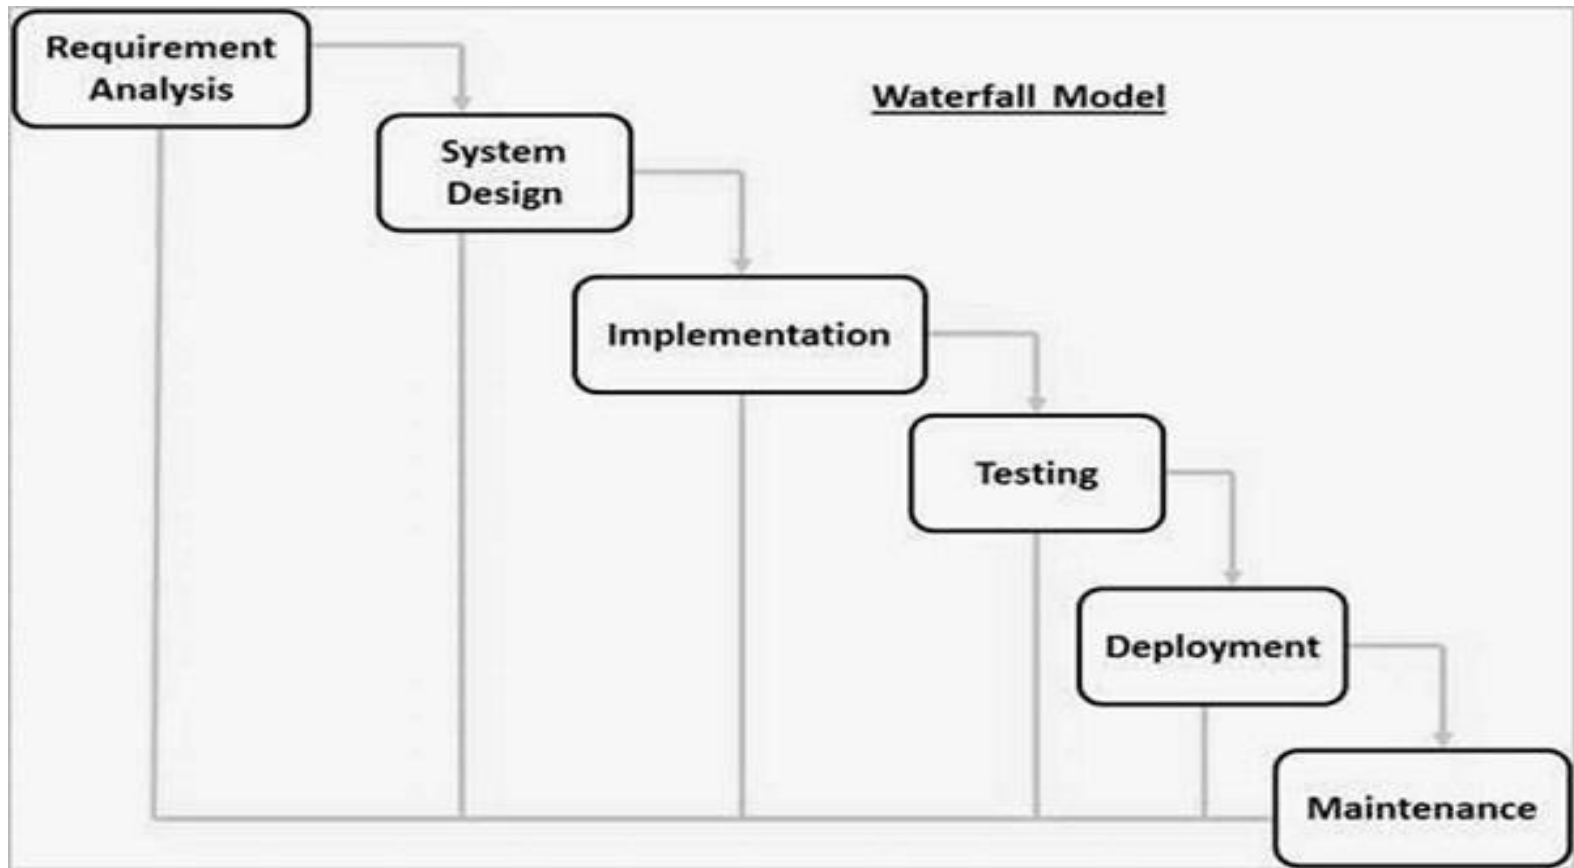 Requirement
Analysis
Waterfall Model
System
Design
Implementation
Testing
Deployment
Maintenance